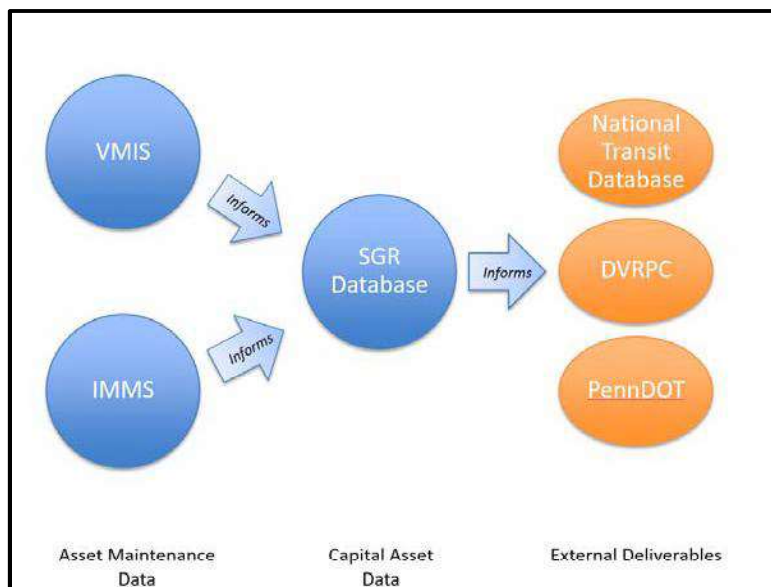 VMIS
Informs
IMMS
Informs
SGR
Database
Informs
National
Transit
Database
DVRPC
PennDOT
Asset Maintenance
Data
Capital Asset
Data
External Deliverables